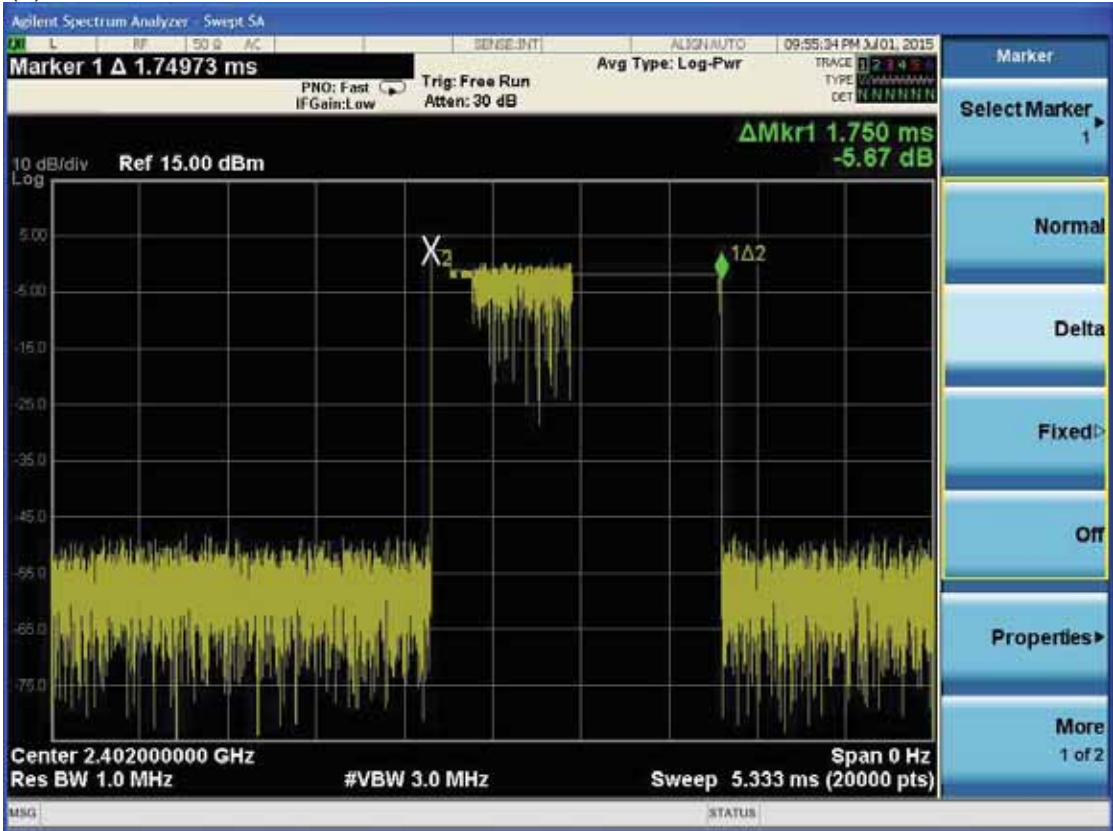 Agilent Spectrum Analyzer - Swept SA
L RF 50 Ω AC SENSE:INT ALIGN AUTO 09:55:34 PM Jul 01, 2015
Marker 1 Δ 1.74973 ms
PNO: Fast
IFGain:Low
Trig: Free Run
Atten: 30 dB
Avg Type: Log-Pwr
TRACE 1 2 3 4 5 6
TYPE
DET N N N N N N
ΔMkr1 1.750 ms
-5.67 dB
10 dB/div Ref 15.00 dBm
Log
5.00
-5.00
-15.0
-25.0
-35.0
-45.0
-55.0
-65.0
-75.0
X2
1Δ2
Center 2.402000000 GHz Span 0 Hz
Res BW 1.0 MHz #VBW 3.0 MHz Sweep 5.333 ms (20000 pts)
MSG STATUS
Marker
Select Marker
1
Normal
Delta
Fixed
Off
Properties
More
1 of 2